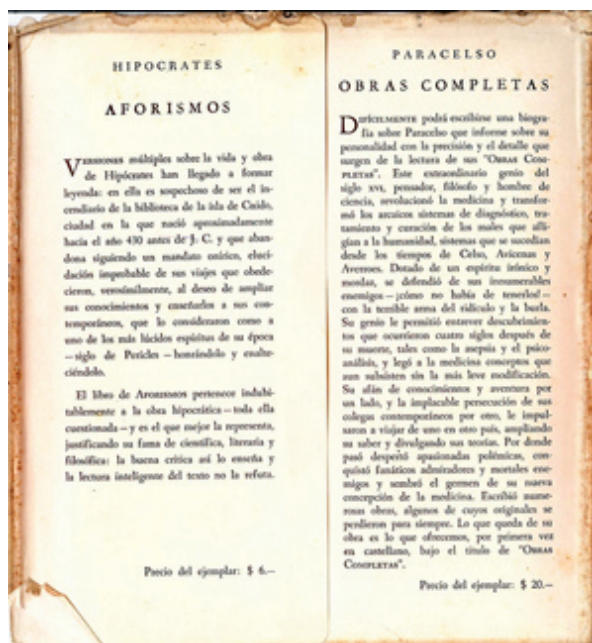 HIPOCRATES
AFORISMOS
VERSIONES múltiples sobre la vida y obra
de Hipócrates han llegado a formar
leyenda: en ella es sospechoso de ser el in-
cendiario de la biblioteca de la isla de Cnido,
ciudad en la que nació aproximadamente
hacia el año 430 antes de J. C. y que aban-
dona siguiendo un mandato onírico, eluci-
dación improbable de sus viajes que obede-
cieron, verosímilmente, al deseo de ampliar
sus conocimientos y enseñarlos a sus con-
temporáneos, que lo consideraron como a
uno de los más lúcidos espíritus de su época
—siglo de Pericles— honrándolo y enalte-
ciéndolo.
El libro de AFORISMOS pertenece indubi-
tablemente a la obra hipocrática—toda ella
cuestionada—y es el que mejor la representa,
justificando su fama de científica, literaria y
filosófica: la buena crítica así lo enseña y
la lectura inteligente del texto no la refuta.
Precio del ejemplar: $ 6.—
PARACELSO
OBRAS COMPLETAS
DIFÍCILMENTE podrá escribirse una biogra-
fía sobre Paracelso que informe sobre su
personalidad con la precisión y el detalle que
surgen de la lectura de sus "OBRAS COM-
PLETAS". Este extraordinario genio del
siglo XVI, pensador, filósofo y hombre de
ciencia, revolucionó la medicina y transfor-
mó los arcaicos sistemas de diagnóstico, tra-
tamiento y curación de los males que afli-
gían a la humanidad, sistemas que se sucedían
desde los tiempos de Celso, Avicenas y
Averroes. Dotado de un espíritu irónico y
mordaz, se defendió de sus innumerables
enemigos—¡cómo no había de tenerlos!—
con la terrible arma del ridículo y la burla.
Su genio le permitió entrever descubrimien-
tos que ocurrieron cuatro siglos después de
su muerte, tales como la asepsia y el psico-
análisis, y legó a la medicina conceptos que
aun subsisten sin la más leve modificación.
Su afán de conocimientos y aventura por
un lado, y la implacable persecución de sus
colegas contemporáneos por otro, le impul-
saron a viajar de uno en otro país, ampliando
su saber y divulgando sus teorías. Por donde
pasó despertó apasionadas polémicas, con-
quistó fanáticos admiradores y mortales ene-
migos y sembró el germen de su nueva
concepción de la medicina. Escribió nume-
rosas obras, algunos de cuyos originales se
perdieron para siempre. Lo que queda de su
obra es lo que ofrecemos, por primera vez
en castellano, bajo el título de "OBRAS
COMPLETAS".
Precio del ejemplar: $ 20.—